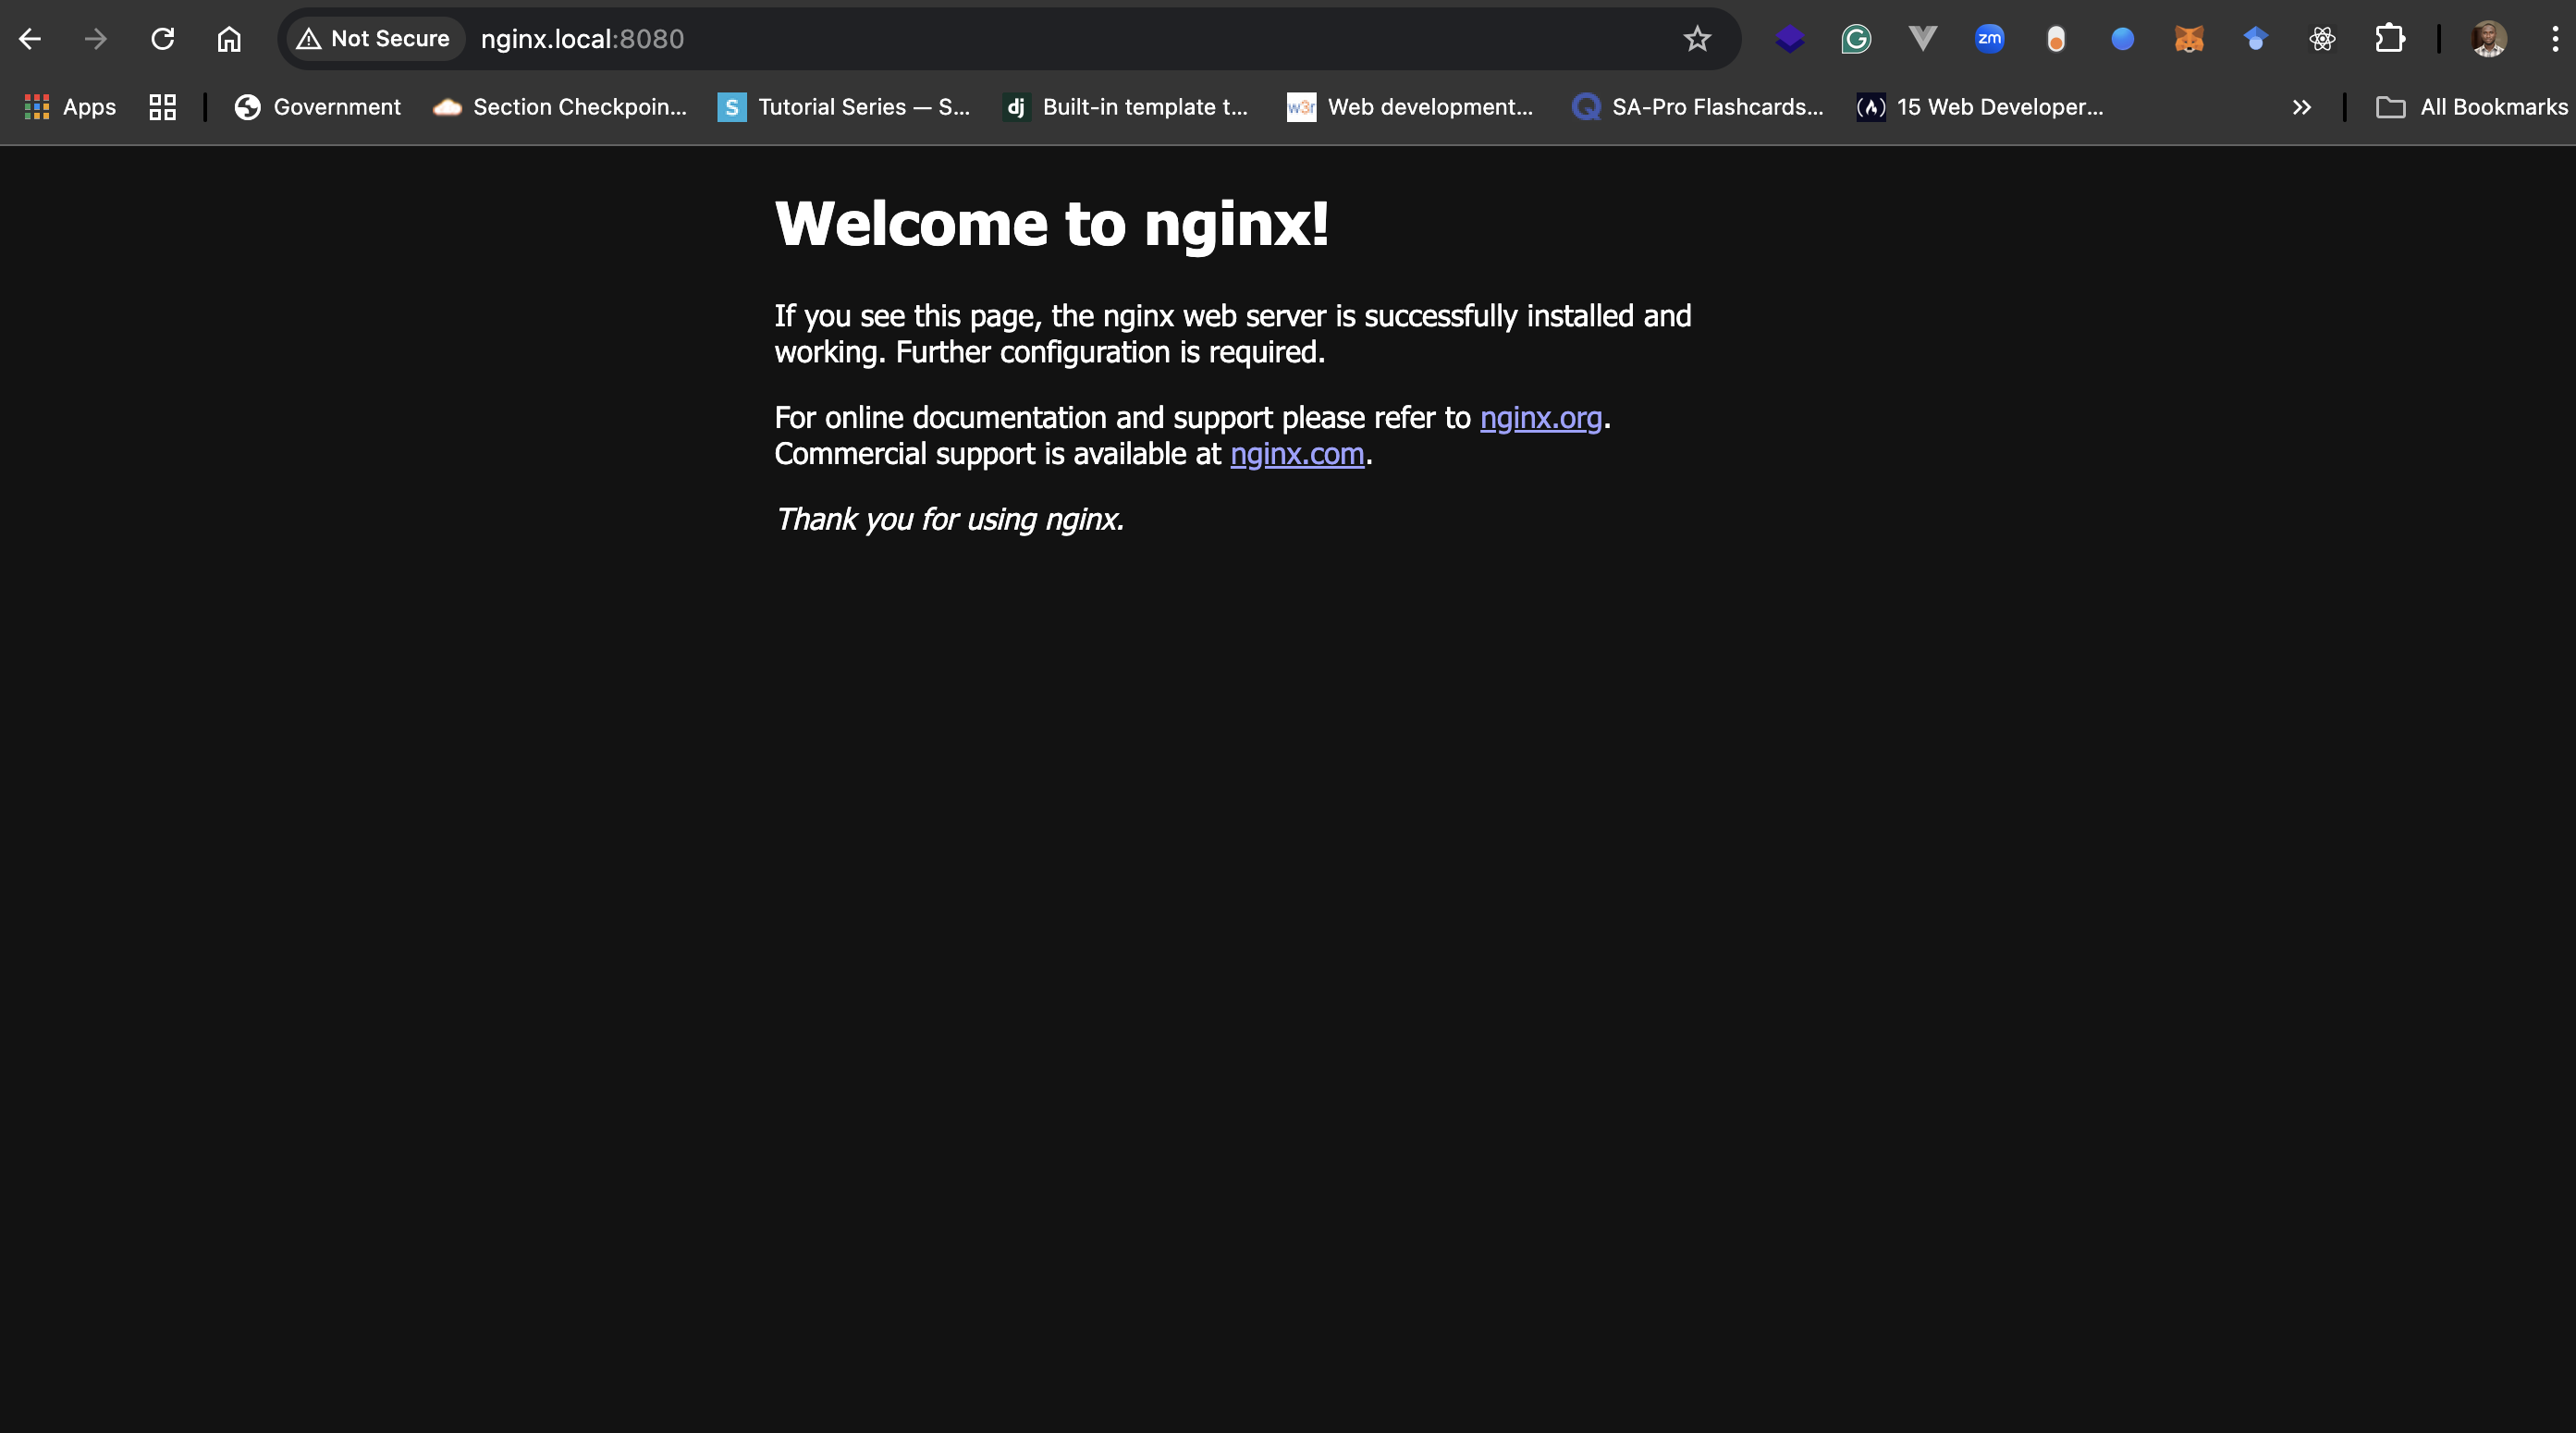 Not Secure nginx.local:8080 zm
Apps Government Section Checkpoin... S Tutorial Series — S... dj Built-in template t... w3r Web development... SA-Pro Flashcards... 15 Web Developer... All Bookmarks
Welcome to nginx!
If you see this page, the nginx web server is successfully installed and
working. Further configuration is required.
For online documentation and support please refer to nginx.org.
Commercial support is available at nginx.com.
Thank you for using nginx.